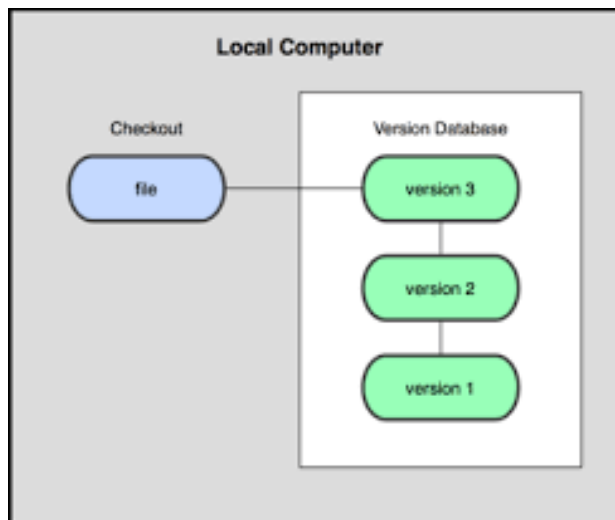 Local Computer
Checkout
Version Database
file
version 3
version 2
version 1